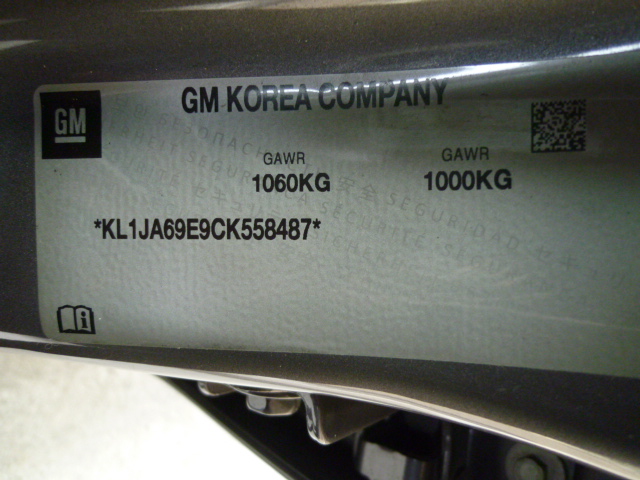 GM KOREA COMPANY
GM
GAWR GAWR
1060KG 1000KG
*KL1JA69E9CK558487*